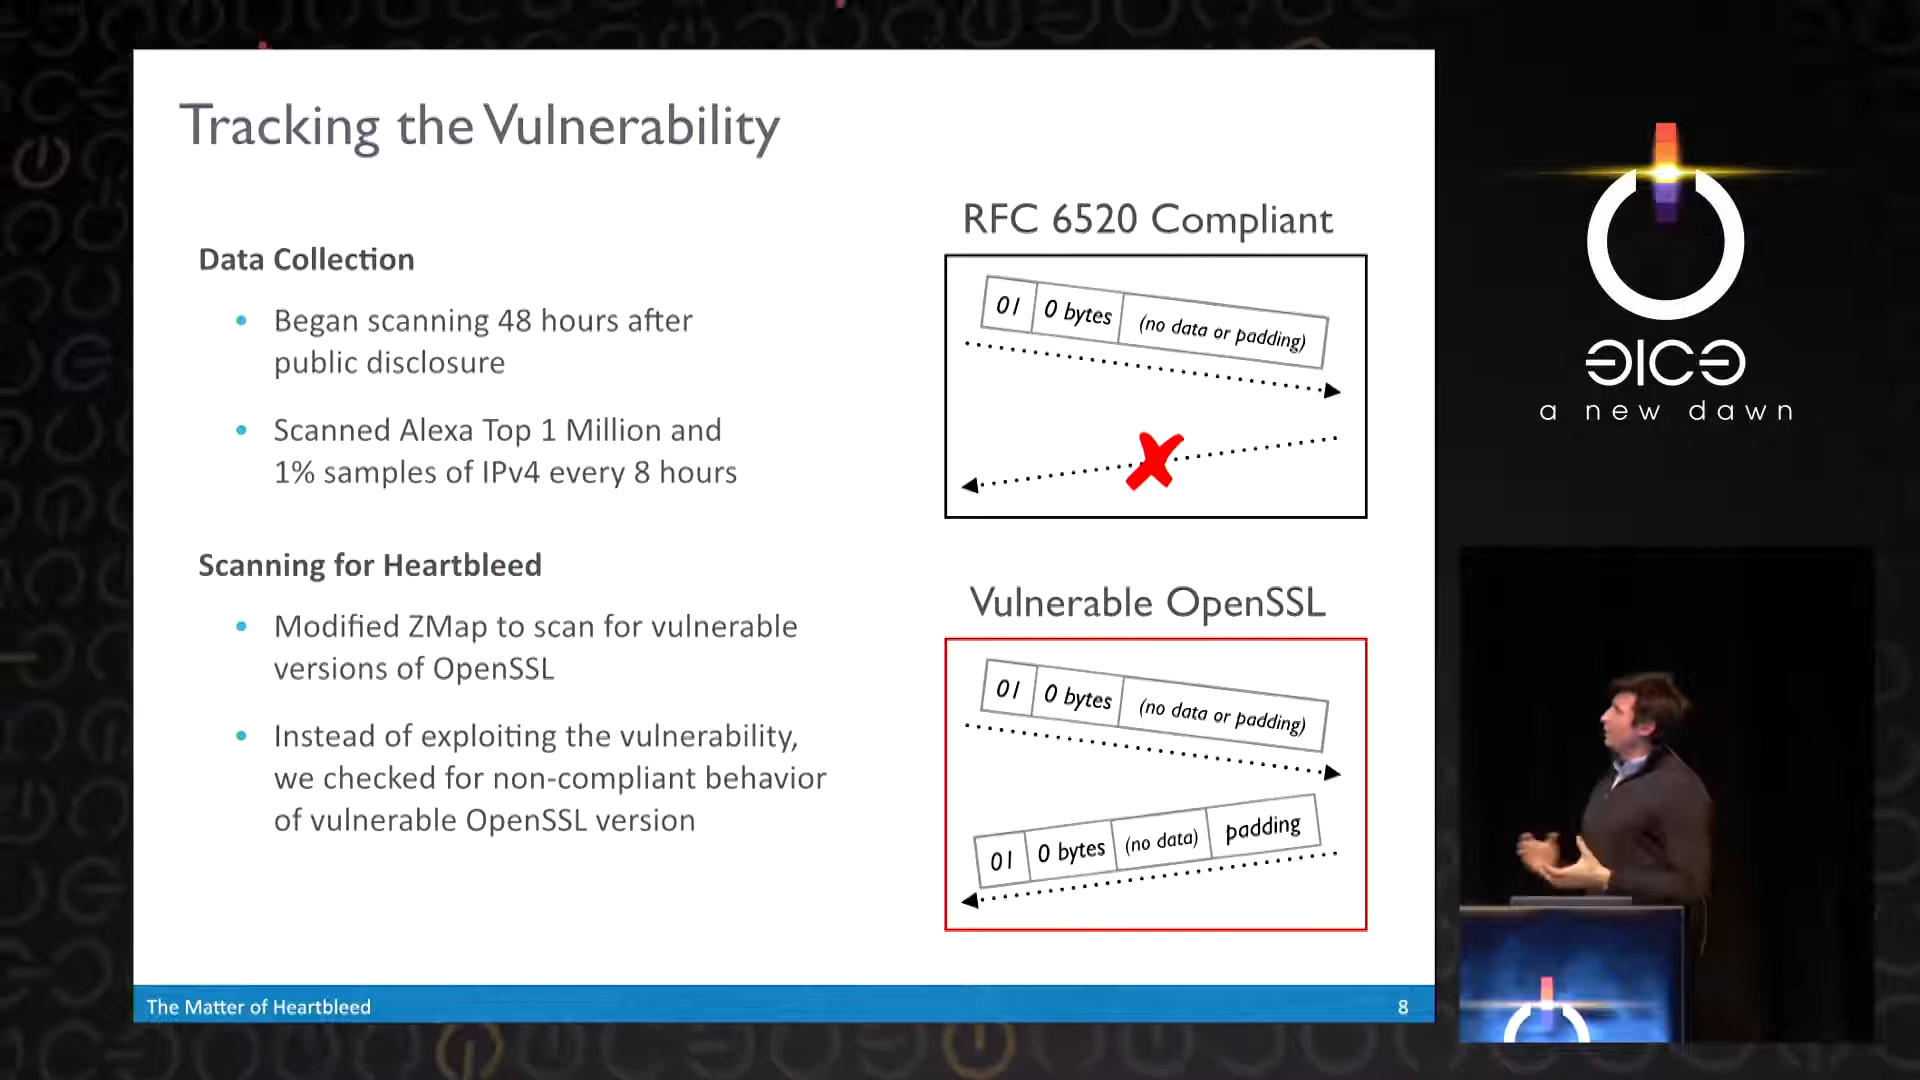 Tracking the Vulnerability
Data Collection
• Began scanning 48 hours after
public disclosure
• Scanned Alexa Top 1 Million and
1% samples of IPv4 every 8 hours
Scanning for Heartbleed
• Modified ZMap to scan for vulnerable
versions of OpenSSL
• Instead of exploiting the vulnerability,
we checked for non-compliant behavior
of vulnerable OpenSSL version
RFC 6520 Compliant
01 0 bytes (no data or padding)
Vulnerable OpenSSL
01 0 bytes (no data or padding)
01 0 bytes (no data) padding
The Matter of Heartbleed
8
a new dawn